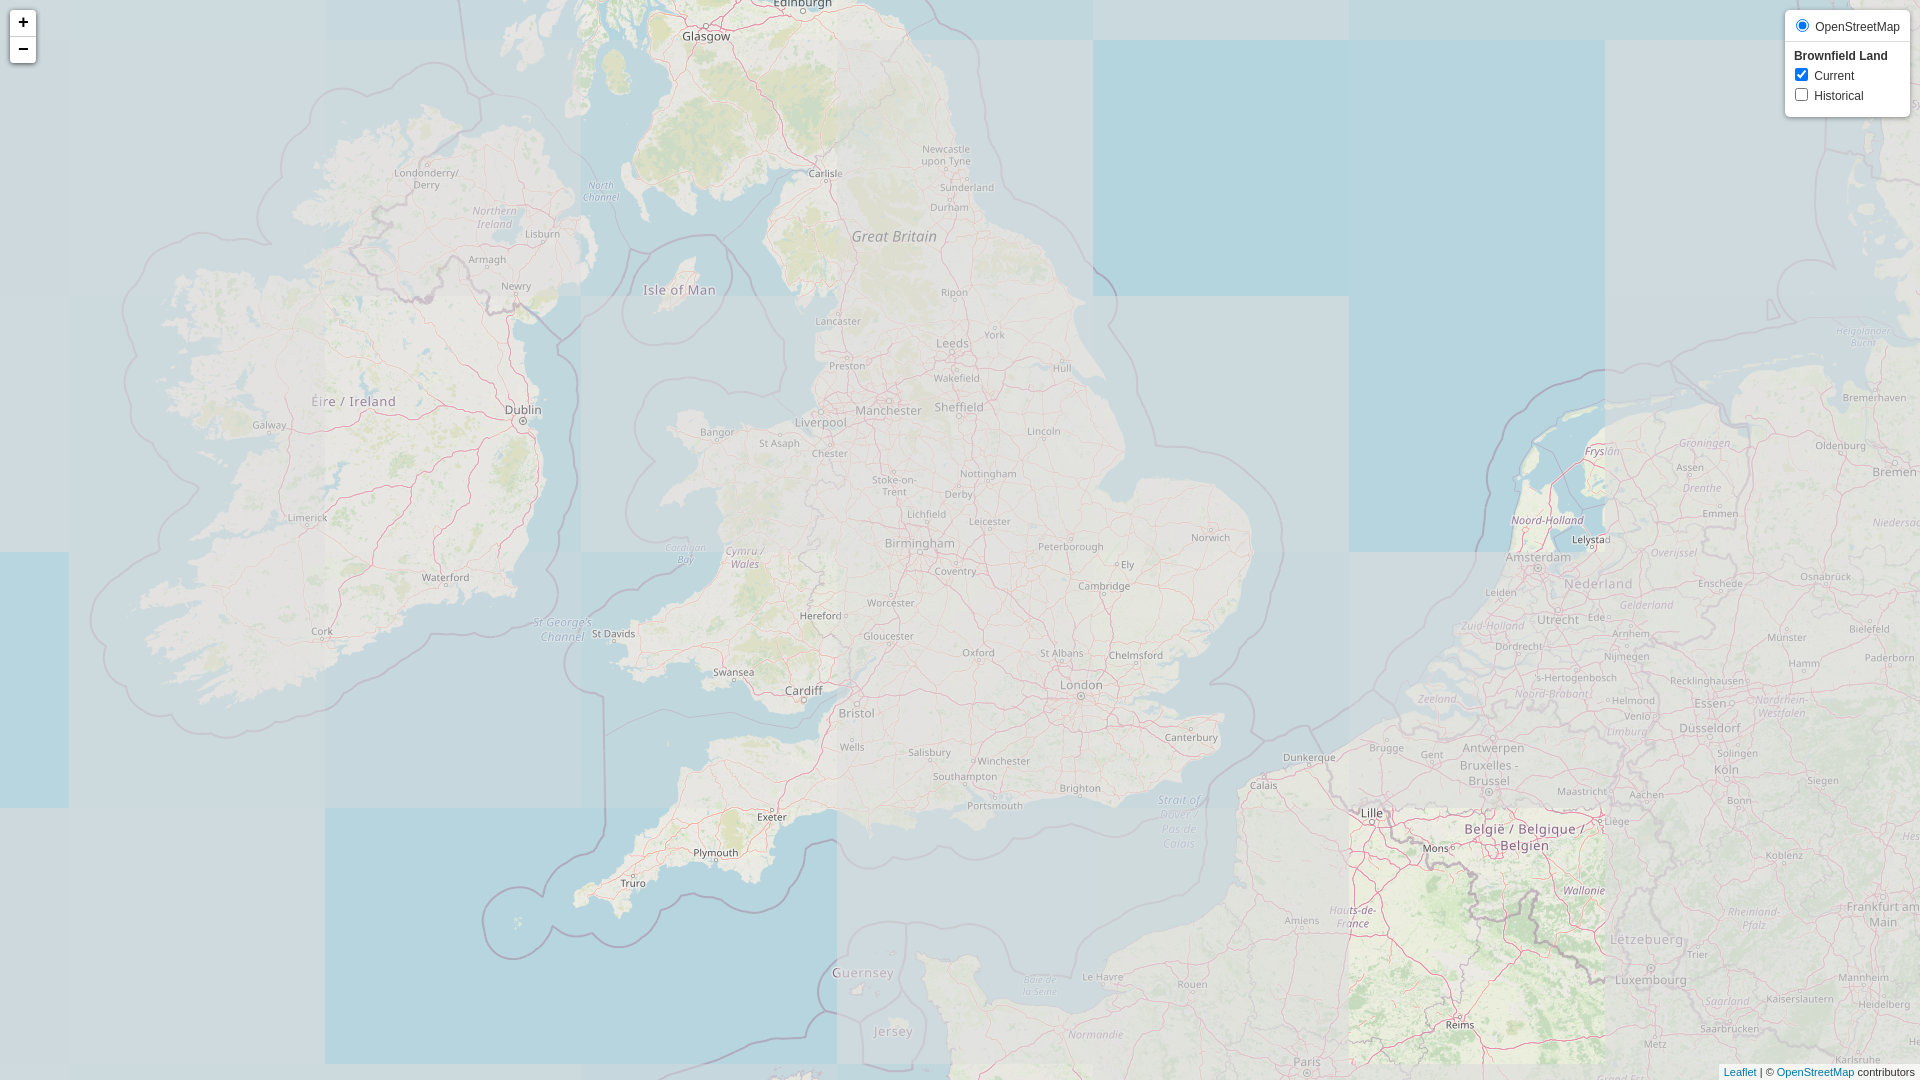 +
−
OpenStreetMap
Brownfield Land
Current
Historical
Edinburgh
Glasgow
Newcastle
upon Tyne
Londonderry/
Derry
Carlisle
North
Channel
Sunderland
Durham
Northern
Ireland
Lisburn
Great Britain
Armagh
Newry
Isle of Man
Ripon
Lancaster
York
Helgoländer
Bucht
Leeds
Preston
Hull
Wakefield
Éire / Ireland
Dublin
Manchester
Sheffield
Bremerhaven
Galway
Liverpool
Bangor
St Asaph
Lincoln
Groningen
Oldenburg
Chester
Fryslân
Assen
Bremen
Nottingham
Stoke-on-
Trent
Derby
Drenthe
Limerick
Lichfield
Leicester
Noord-Holland
Emmen
Niedersac
Birmingham
Peterborough
Norwich
Lelystad
Cardigan
Bay
Cymru /
Wales
Amsterdam
Overijssel
Coventry
Ely
Waterford
Cambridge
Nederland
Enschede
Osnabrück
Leiden
Worcester
Hereford
Gelderland
St George's
Channel
Cork
St Davids
Gloucester
Zuid-Holland
Utrecht
Ede
Arnhem
Münster
Bielefeld
Oxford
St Albans
Chelmsford
Dordrecht
Nijmegen
Hamm
Paderborn
Swansea
London
's-Hertogenbosch
Recklinghausen
Cardiff
Zeeland
Noord-Brabant
Nordrhein-
Westfalen
Helmond
Essen
Bristol
Venlo
Limburg
Düsseldorf
Canterbury
Wells
Salisbury
Winchester
Dunkerque
Brugge
Gent
Antwerpen
Solingen
Southampton
Bruxelles -
Brussel
Köln
Siegen
Brighton
Calais
Maastricht
Aachen
Bonn
Portsmouth
Strait of
Dover /
Pas de
Calais
Exeter
Lille
Liège
België / Belgique /
Belgien
Mons
Plymouth
Koblenz
Truro
Wallonie
Hauts-de-
France
Amiens
Rheinland-
Pfalz
Frankfurt am
Main
Lëtzebuerg
Trier
Guernsey
Baie de
la Seine
Le Havre
Rouen
Luxembourg
Mannheim
Saarland
Kaiserslautern
Heidelberg
Jersey
Normandie
Reims
Saarbrücken
Metz
Paris
Karlsruhe
Grand Est
Leaflet | © OpenStreetMap contributors